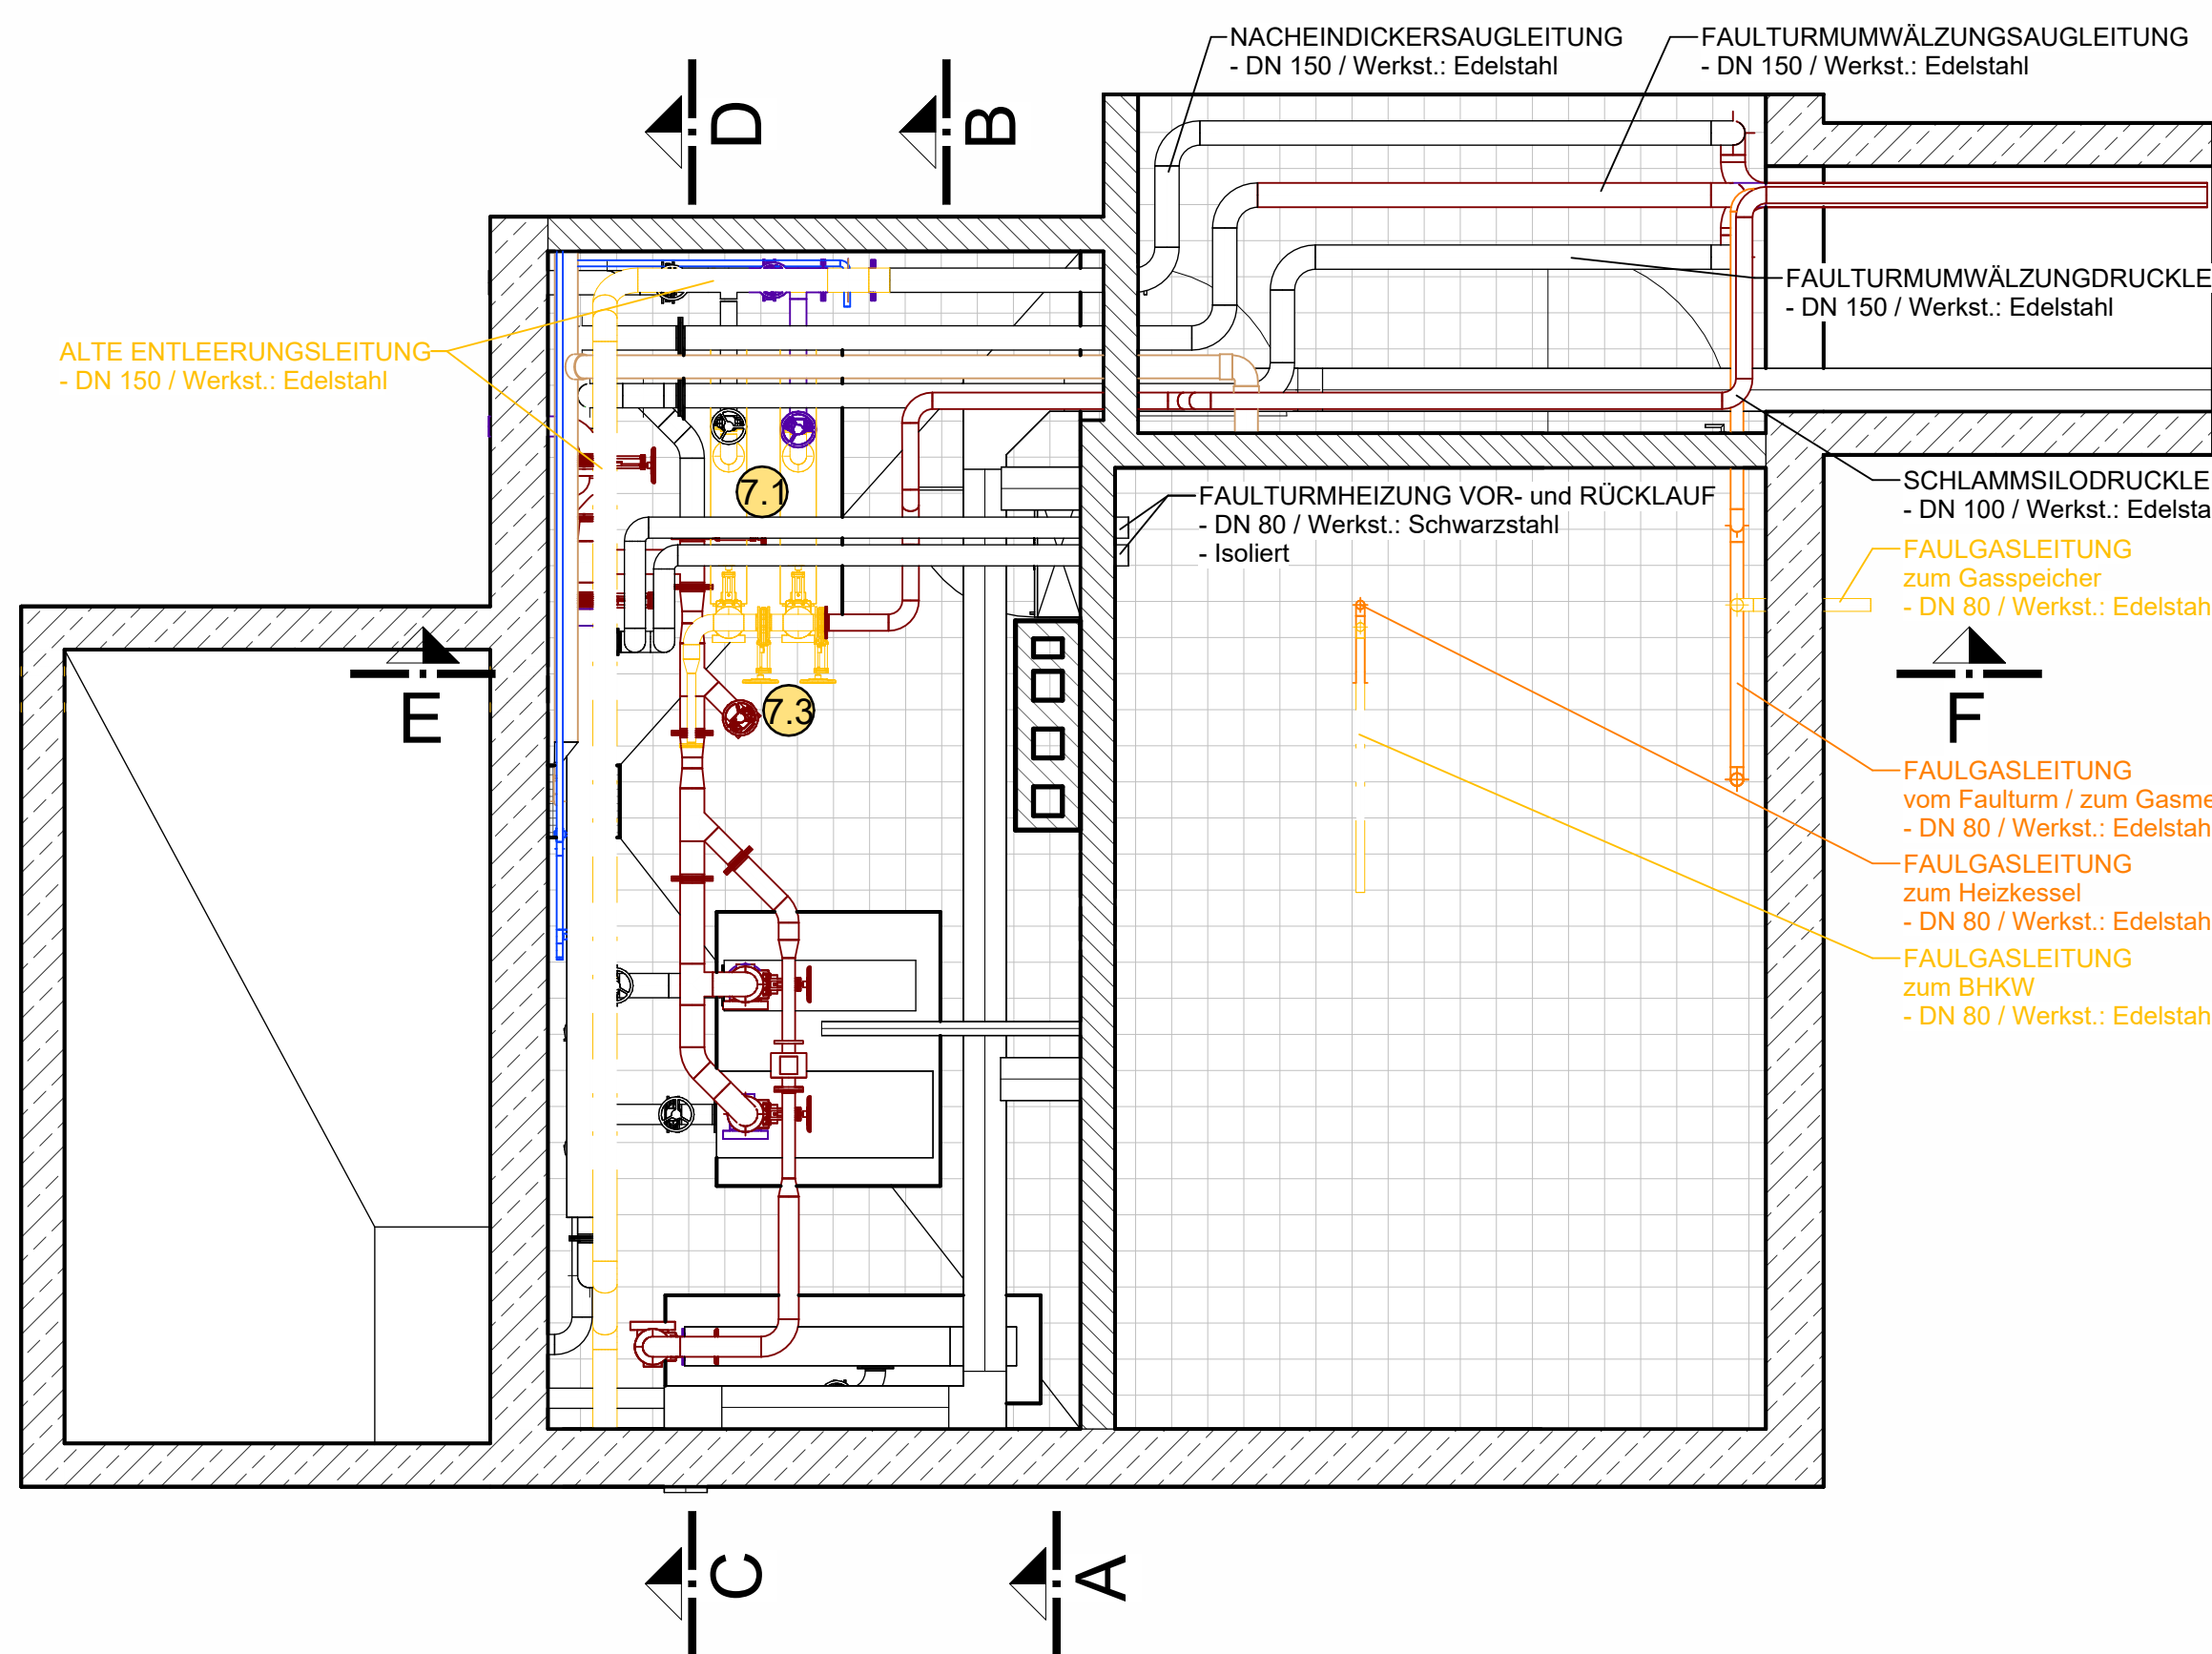 NACHEINDICKERSAUGLEITUNG
- DN 150 / Werkst.: Edelstahl
FAULTURMUMWÄLZUNGSAUGLEITUNG
- DN 150 / Werkst.: Edelstahl
D
B
FAULTURMUMWÄLZUNGDRUCKLE
- DN 150 / Werkst.: Edelstahl
ALTE ENTLEERUNGSLEITUNG
- DN 150 / Werkst.: Edelstahl
7.1
FAULTURMHEIZUNG VOR- und RÜCKLAUF
- DN 80 / Werkst.: Schwarzstahl
- Isoliert
SCHLAMMSILODRUCKLE
- DN 100 / Werkst.: Edelsta
FAULGASLEITUNG
zum Gasspeicher
- DN 80 / Werkst.: Edelstah
E
7.3
F
FAULGASLEITUNG
vom Faulturm / zum Gasme
- DN 80 / Werkst.: Edelstah
FAULGASLEITUNG
zum Heizkessel
- DN 80 / Werkst.: Edelstah
FAULGASLEITUNG
zum BHKW
- DN 80 / Werkst.: Edelstah
C
A